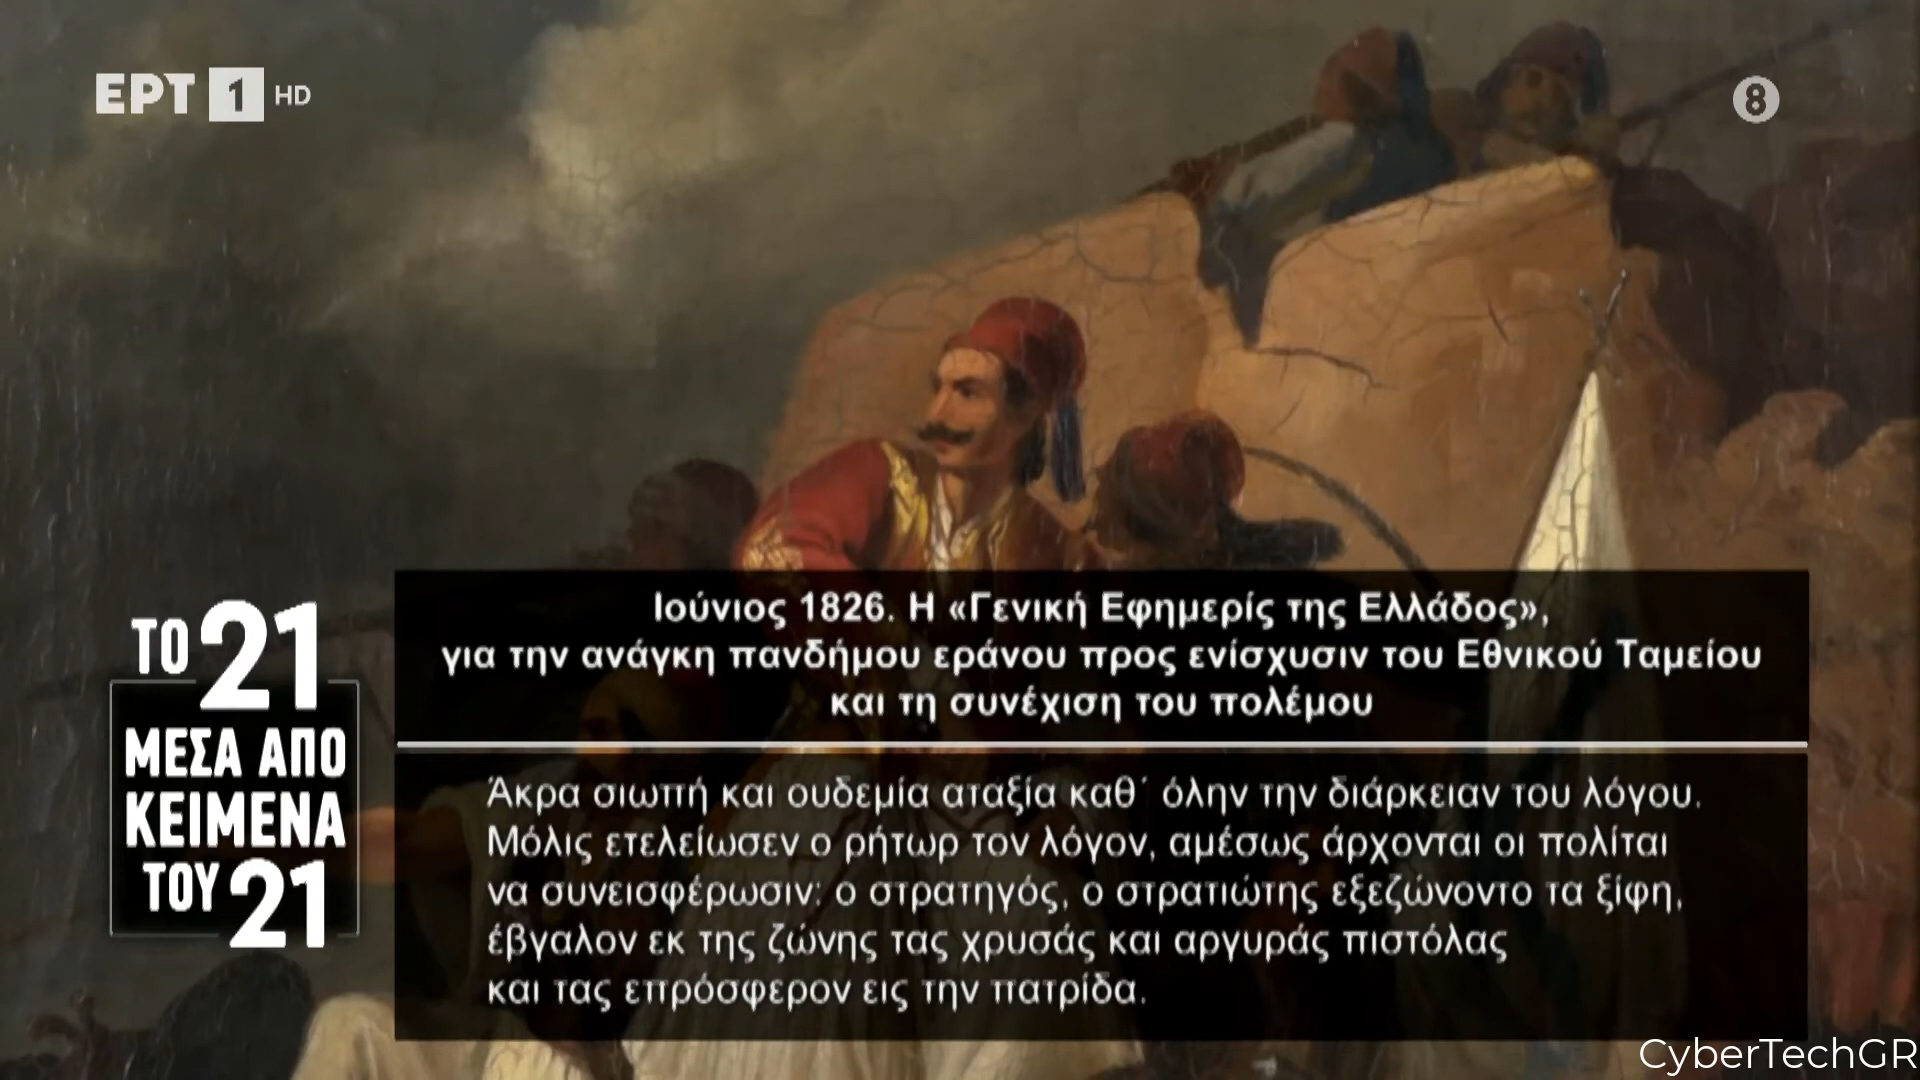 ΕΡΤ 1 HD
8
Ιούνιος 1826. Η «Γενική Εφημερίς της Ελλάδος»,
για την ανάγκη πανδήμου εράνου προς ενίσχυσιν του Εθνικού Ταμείου
και τη συνέχιση του πολέμου
ΤΟ 21
ΜΕΣΑ ΑΠΟ
ΚΕΙΜΕΝΑ
ΤΟΥ 21
Άκρα σιωπή και ουδεμία αταξία καθ΄ όλην την διάρκειαν του λόγου.
Μόλις ετελείωσεν ο ρήτωρ τον λόγον, αμέσως άρχονται οι πολίται
να συνεισφέρωσιν: ο στρατηγός, ο στρατιώτης εξεζώνοντο τα ξίφη,
έβγαλον εκ της ζώνης τας χρυσάς και αργυράς πιστόλας
και τας επρόσφερον εις την πατρίδα.
CyberTechGR